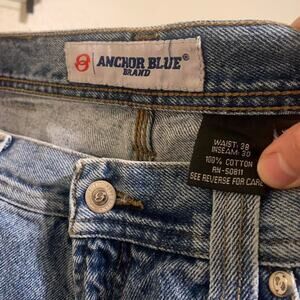 ANCHOR BLUE®
BRAND
WAIST: 38
INSEAM: 30
100% COTTON
RN-50811
SEE REVERSE FOR CARE